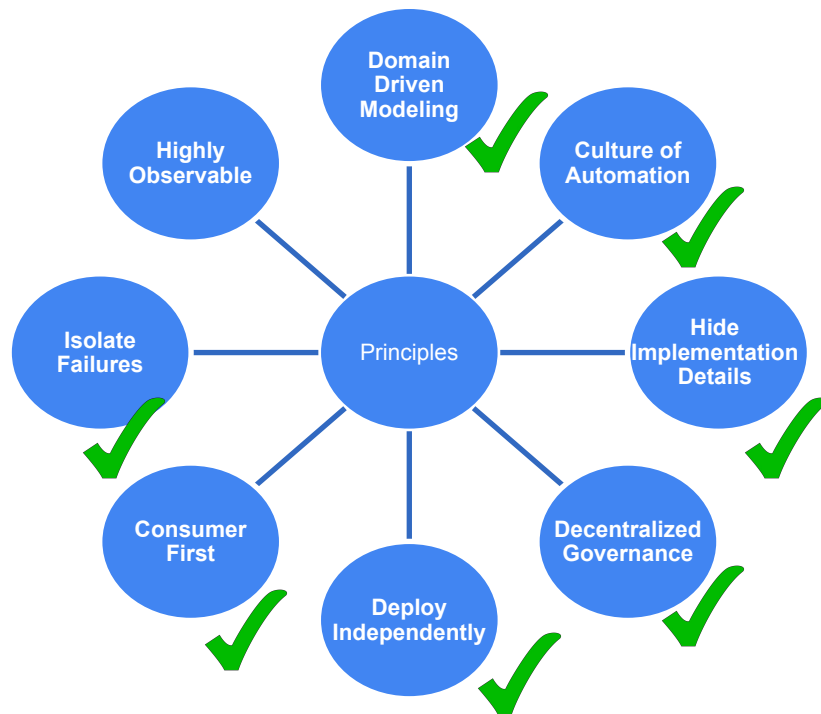 Domain
Driven
Modeling
Culture of
Automation
Hide
Implementation
Details
Decentralized
Governance
Deploy
Independently
Consumer
First
Isolate
Failures
Highly
Observable
Principles